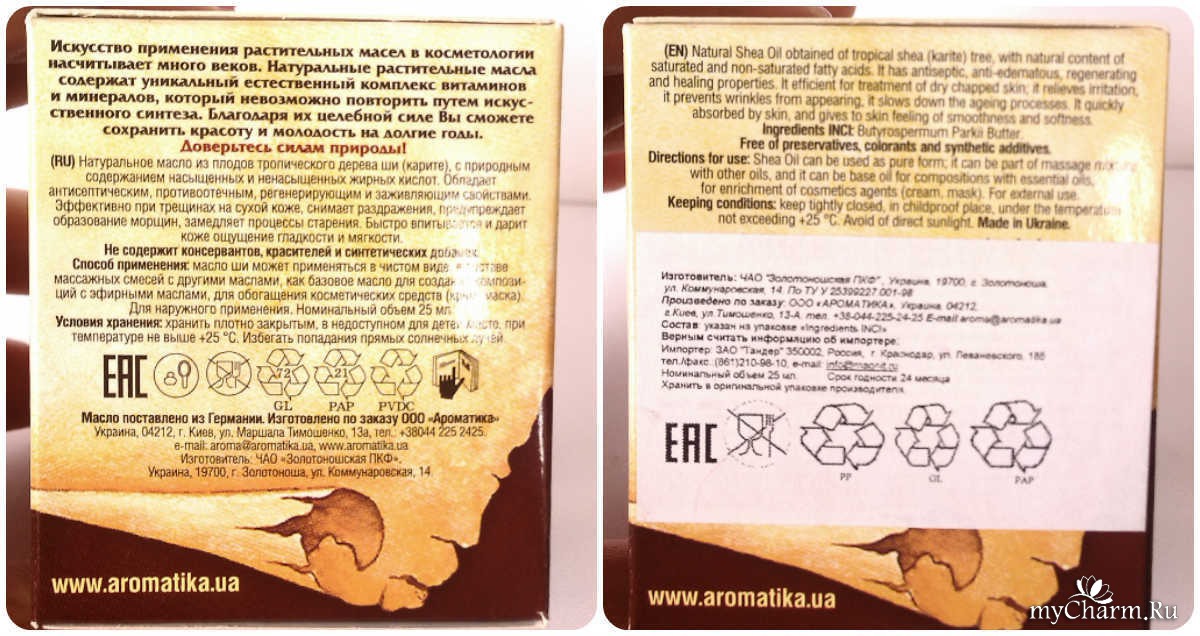 Искусство применения растительных масел в косметологии
насчитывает много веков. Натуральные растительные масла
содержат уникальный естественный комплекс витаминов
и минералов, который невозможно повторить путем искус-
ственного синтеза. Благодаря их целебной силе Вы сможете
сохранить красоту и молодость на долгие годы.
Доверьтесь силам природы!
(RU) Натуральное масло из плодов тропического дерева ши (карите), с природным
содержанием насыщенных и ненасыщенных жирных кислот. Обладает
антисептическим, противоотечным, регенерирующим и заживляющим свойствами.
Эффективно при трещинах на сухой коже, снимает раздражения, предупреждает
образование морщин, замедляет процессы старения. Быстро впитывается и дарит
коже ощущение гладкости и мягкости.
Не содержит консервантов, красителей и синтетических добавок.
Способ применения: масло ши может применяться в чистом виде, в составе
массажных смесей с другими маслами, как базовое масло для создания компози-
ций с эфирными маслами, для обогащения косметических средств (крем, маска).
Для наружного применения. Номинальный объем 25 мл.
Условия хранения: хранить плотно закрытым, в недоступном для детей месте, при
температуре не выше +25 °C. Избегать попадания прямых солнечных лучей.
EAC
72
21
GL PAP PVDC
Масло поставлено из Германии. Изготовлено по заказу ООО «Ароматика»
Украина, 04212, г. Киев, ул. Маршала Тимошенко, 13а, тел.: +38044 225 2425.
e-mail: aroma@aromatika.ua, www.aromatika.ua
Изготовитель: ЧАО «Золотоношская ПКФ»,
Украина, 19700, г. Золотоноша, ул. Коммунаровская, 14.
www.aromatika.ua
(EN) Natural Shea Oil obtained of tropical shea (karite) tree, with natural content of
saturated and non-saturated fatty acids. It has antiseptic, anti-edematous, regenerating
and healing properties. It efficient for treatment of dry chapped skin; it relieves irritation,
it prevents wrinkles from appearing, it slows down the ageing processes. It quickly
absorbed by skin, and gives to skin feeling of smoothness and softness.
Ingredients INCI: Butyrospermum Parkii Butter.
Free of preservatives, colorants and synthetic additives.
Directions for use: Shea Oil can be used as pure form; it can be part of massage mixture
with other oils, and it can be base oil for compositions with essential oils,
for enrichment of cosmetics agents (cream, mask). For external use.
Keeping conditions: keep tightly closed, in childproof place, under the temperature
not exceeding +25 °C. Avoid of direct sunlight. Made in Ukraine.
Изготовитель: ЧАО "Золотоношская ПКФ", Украина, 19700, г. Золотоноша,
ул. Коммунаровская, 14. По ТУ У 25399227.001-98
Произведено по заказу: ООО «АРОМАТИКА», Украина, 04212,
г.Киев, ул.Тимошенко, 13-А, тел. +38-044-225-24-25 E-mail aroma@aromatika.ua
Состав: указан на упаковке «Ingredients INCI»
Верным считать информацию об импортере:
Импортер: ЗАО "Тандер" 350002, Россия, г. Краснодар, ул. Леваневского, 185
тел./факс.:(861)210-98-10, e-mail: info@magnit.ru
Номинальный объем 25 мл. Срок годности 24 месяца
Хранить в оригинальной упаковке производителя.
EAC
PP GL PAP
www.aromatika.ua
myCharm.Ru